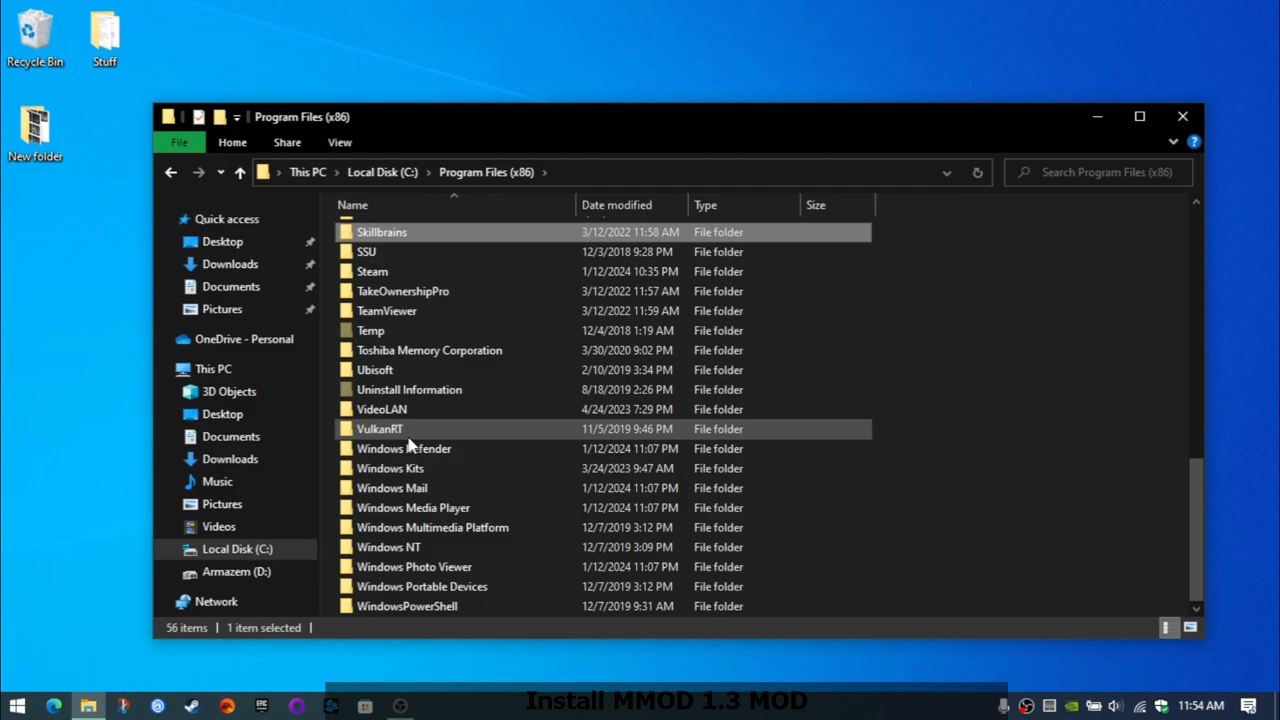 Recycle Bin
Stuff
New folder
Program Files (x86)
File Home Share View
This PC > Local Disk (C:) > Program Files (x86) >
Search Program Files (x86)
Name Date modified Type Size
Quick access
Desktop
Downloads
Documents
Pictures
OneDrive - Personal
This PC
3D Objects
Desktop
Documents
Downloads
Music
Pictures
Videos
Local Disk (C:)
Armazem (D:)
Network
Skillbrains 3/12/2022 11:58 AM File folder
SSU 12/3/2018 9:28 PM File folder
Steam 1/12/2024 10:35 PM File folder
TakeOwnershipPro 3/12/2022 11:57 AM File folder
TeamViewer 3/12/2022 11:59 AM File folder
Temp 12/4/2018 1:19 AM File folder
Toshiba Memory Corporation 3/30/2020 9:02 PM File folder
Ubisoft 2/10/2019 3:34 PM File folder
Uninstall Information 8/18/2019 2:26 PM File folder
VideoLAN 4/24/2023 7:29 PM File folder
VulkanRT 11/5/2019 9:46 PM File folder
Windows Defender 1/12/2024 11:07 PM File folder
Windows Kits 3/24/2023 9:47 AM File folder
Windows Mail 1/12/2024 11:07 PM File folder
Windows Media Player 1/12/2024 11:07 PM File folder
Windows Multimedia Platform 12/7/2019 3:12 PM File folder
Windows NT 12/7/2019 3:09 PM File folder
Windows Photo Viewer 1/12/2024 11:07 PM File folder
Windows Portable Devices 12/7/2019 3:12 PM File folder
WindowsPowerShell 12/7/2019 9:31 AM File folder
56 items 1 item selected
Install MMOD 1.3 MOD
EPIC
11:54 AM